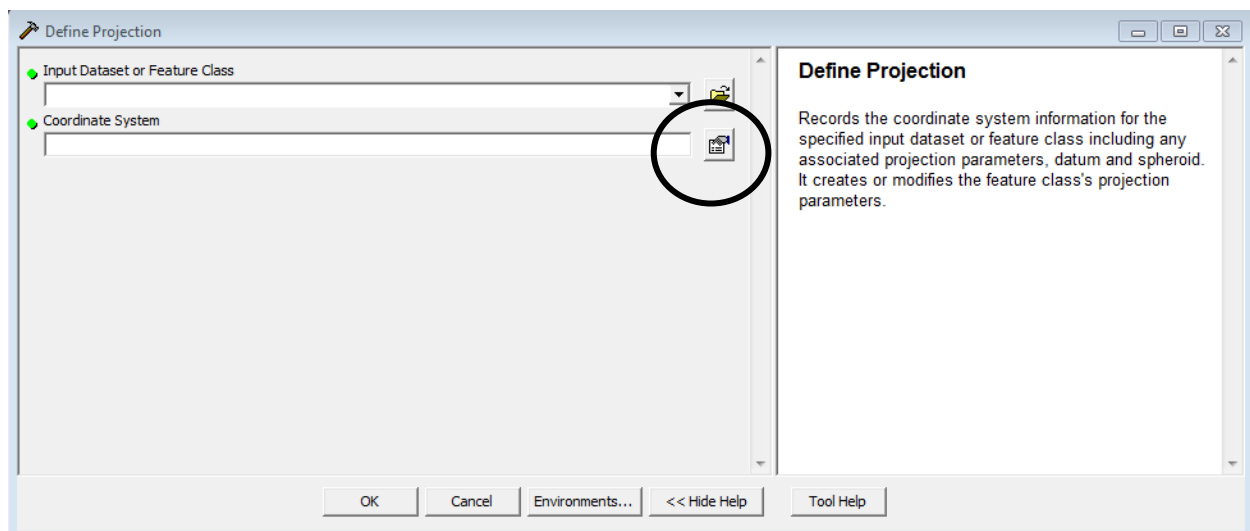 Define Projection
Input Dataset or Feature Class
Coordinate System
Define Projection
Records the coordinate system information for the
specified input dataset or feature class including any
associated projection parameters, datum and spheroid.
It creates or modifies the feature class's projection
parameters.
OK
Cancel
Environments...
<< Hide Help
Tool Help